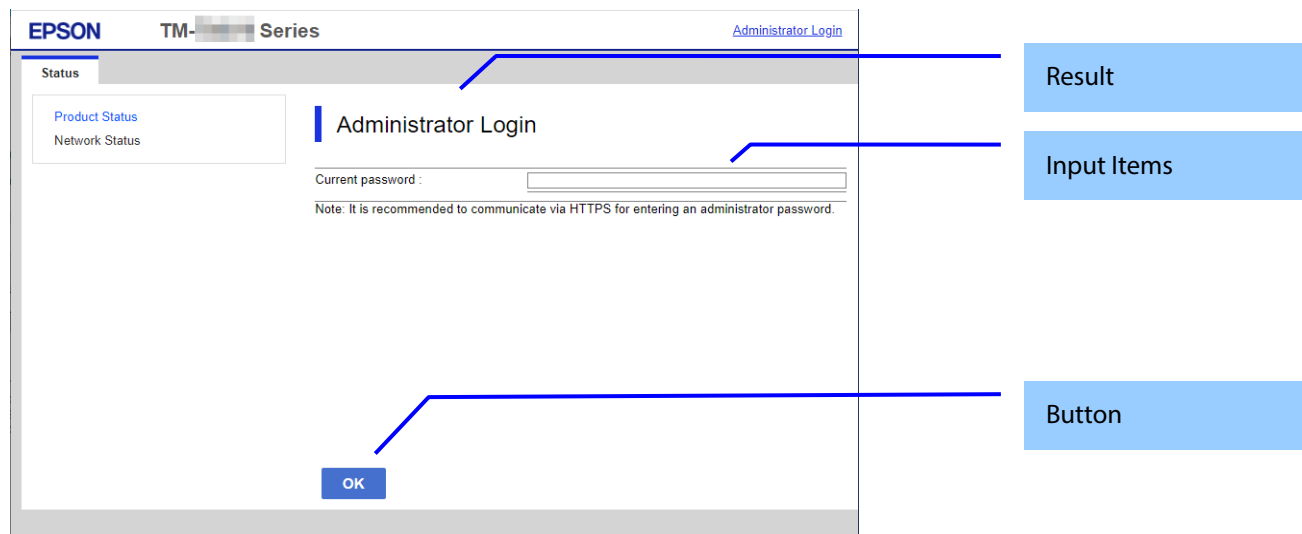 EPSON TM- Series Administrator Login
Status
Result
Product Status
Network Status
Administrator Login
Input Items
Current password :
Note: It is recommended to communicate via HTTPS for entering an administrator password.
Button
OK